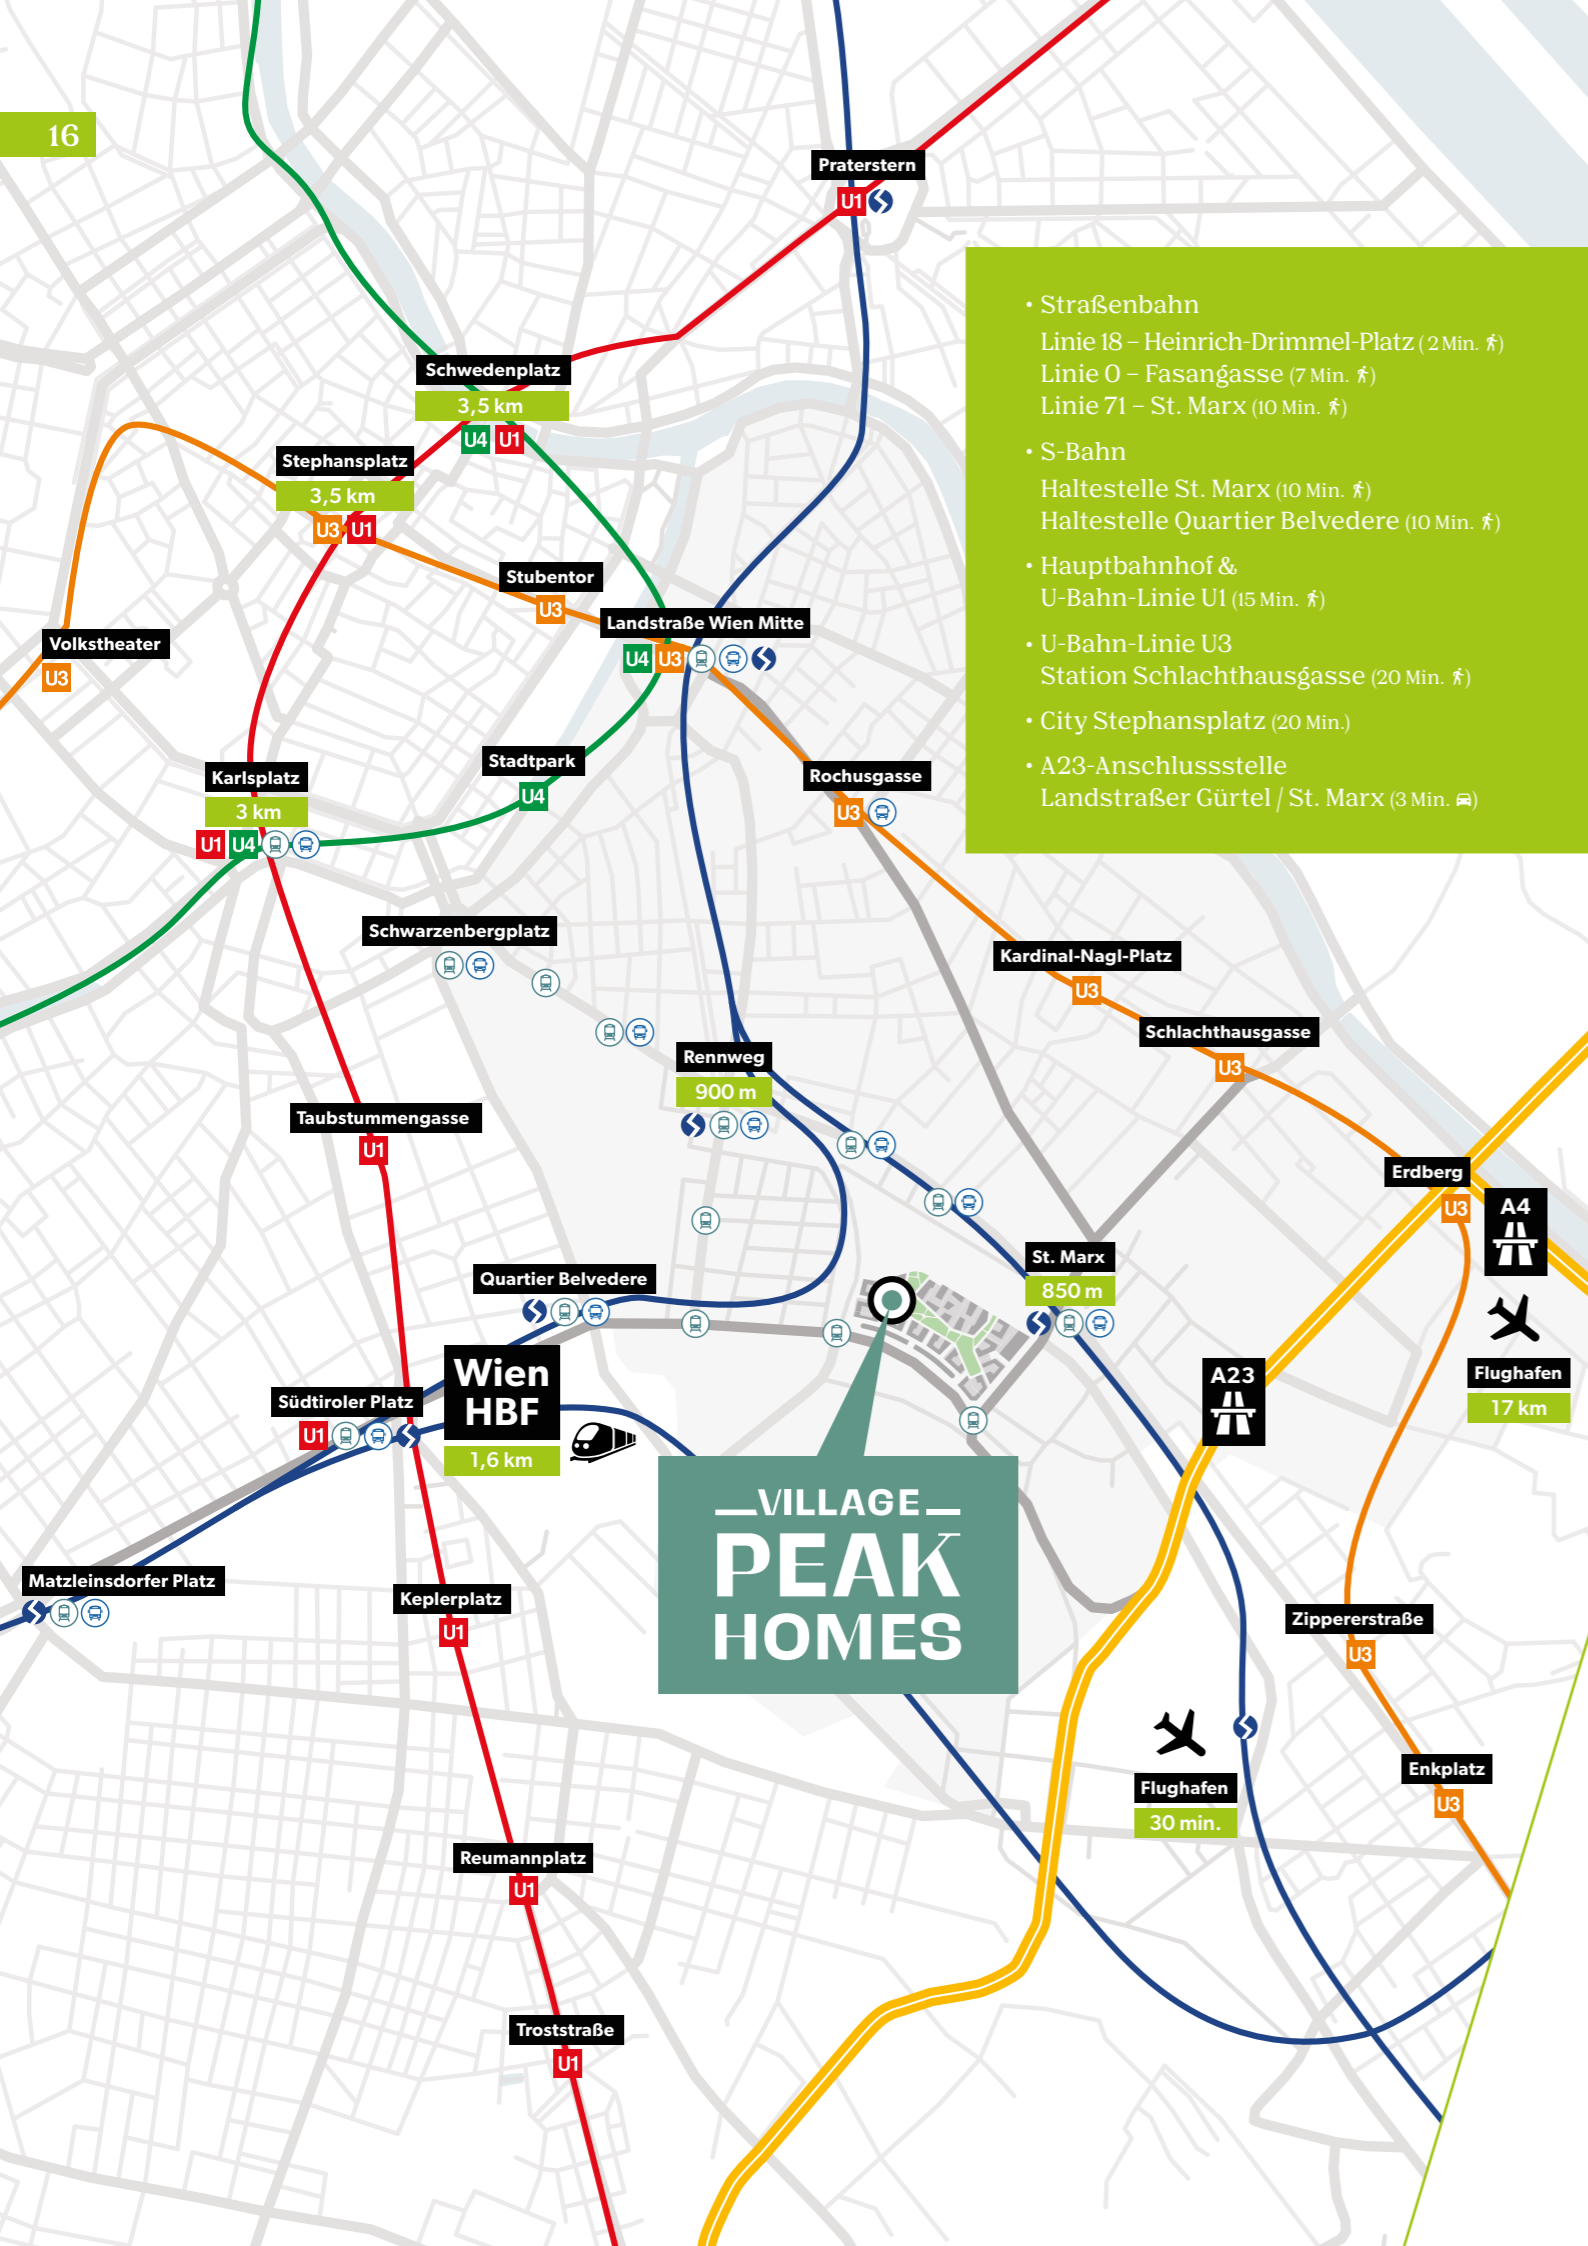 16
Praterstern
U1
• Straßenbahn
Linie 18 – Heinrich-Drimmel-Platz ( 2 Min. )
Linie O – Fasangasse (7 Min. )
Linie 71 – St. Marx (10 Min. )
• S-Bahn
Haltestelle St. Marx (10 Min. )
Haltestelle Quartier Belvedere (10 Min. )
• Hauptbahnhof &
U-Bahn-Linie U1 (15 Min. )
• U-Bahn-Linie U3
Station Schlachthausgasse (20 Min. )
• City Stephansplatz (20 Min.)
• A23-Anschlussstelle
Landstraßer Gürtel / St. Marx (3 Min. )
Schwedenplatz
3,5 km
U4 U1
Stephansplatz
3,5 km
U3 U1
Stubentor
U3
Landstraße Wien Mitte
U4 U3
Volkstheater
U3
Stadtpark
U4
Karlsplatz
3 km
U1 U4
Rochusgasse
U3
Schwarzenbergplatz
Kardinal-Nagl-Platz
U3
Schlachthausgasse
U3
Rennweg
900 m
Taubstummengasse
U1
Erdberg
U3
A4
St. Marx
850 m
Quartier Belvedere
Flughafen
17 km
A23
Wien
HBF
1,6 km
Südtiroler Platz
U1
VILLAGE
PEAK
HOMES
Matzleinsdorfer Platz
Keplerplatz
U1
Zippererstraße
U3
Flughafen
30 min.
Enkplatz
U3
Reumannplatz
U1
Troststraße
U1